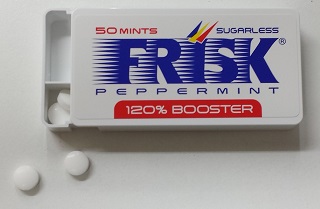 50 MINTS SUGARLESS
FRISK®
PEPPERMINT
120% BOOSTER